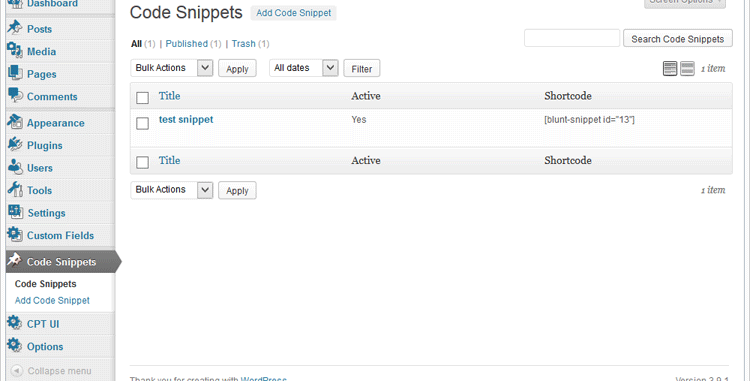 Dashboard
Posts
Media
Pages
Comments
Appearance
Plugins
Users
Tools
Settings
Custom Fields
Code Snippets
Code Snippets
Add Code Snippet
CPT UI
Options
Collapse menu
Code Snippets Add Code Snippet
Screen Options
All (1) | Published (1) | Trash (1)
Search Code Snippets
Bulk Actions Apply All dates Filter 1 item
Title Active Shortcode
test snippet Yes [blunt-snippet id="13"]
Title Active Shortcode
Bulk Actions Apply 1 item
Thank you for creating with WordPress. Version 3.9.1